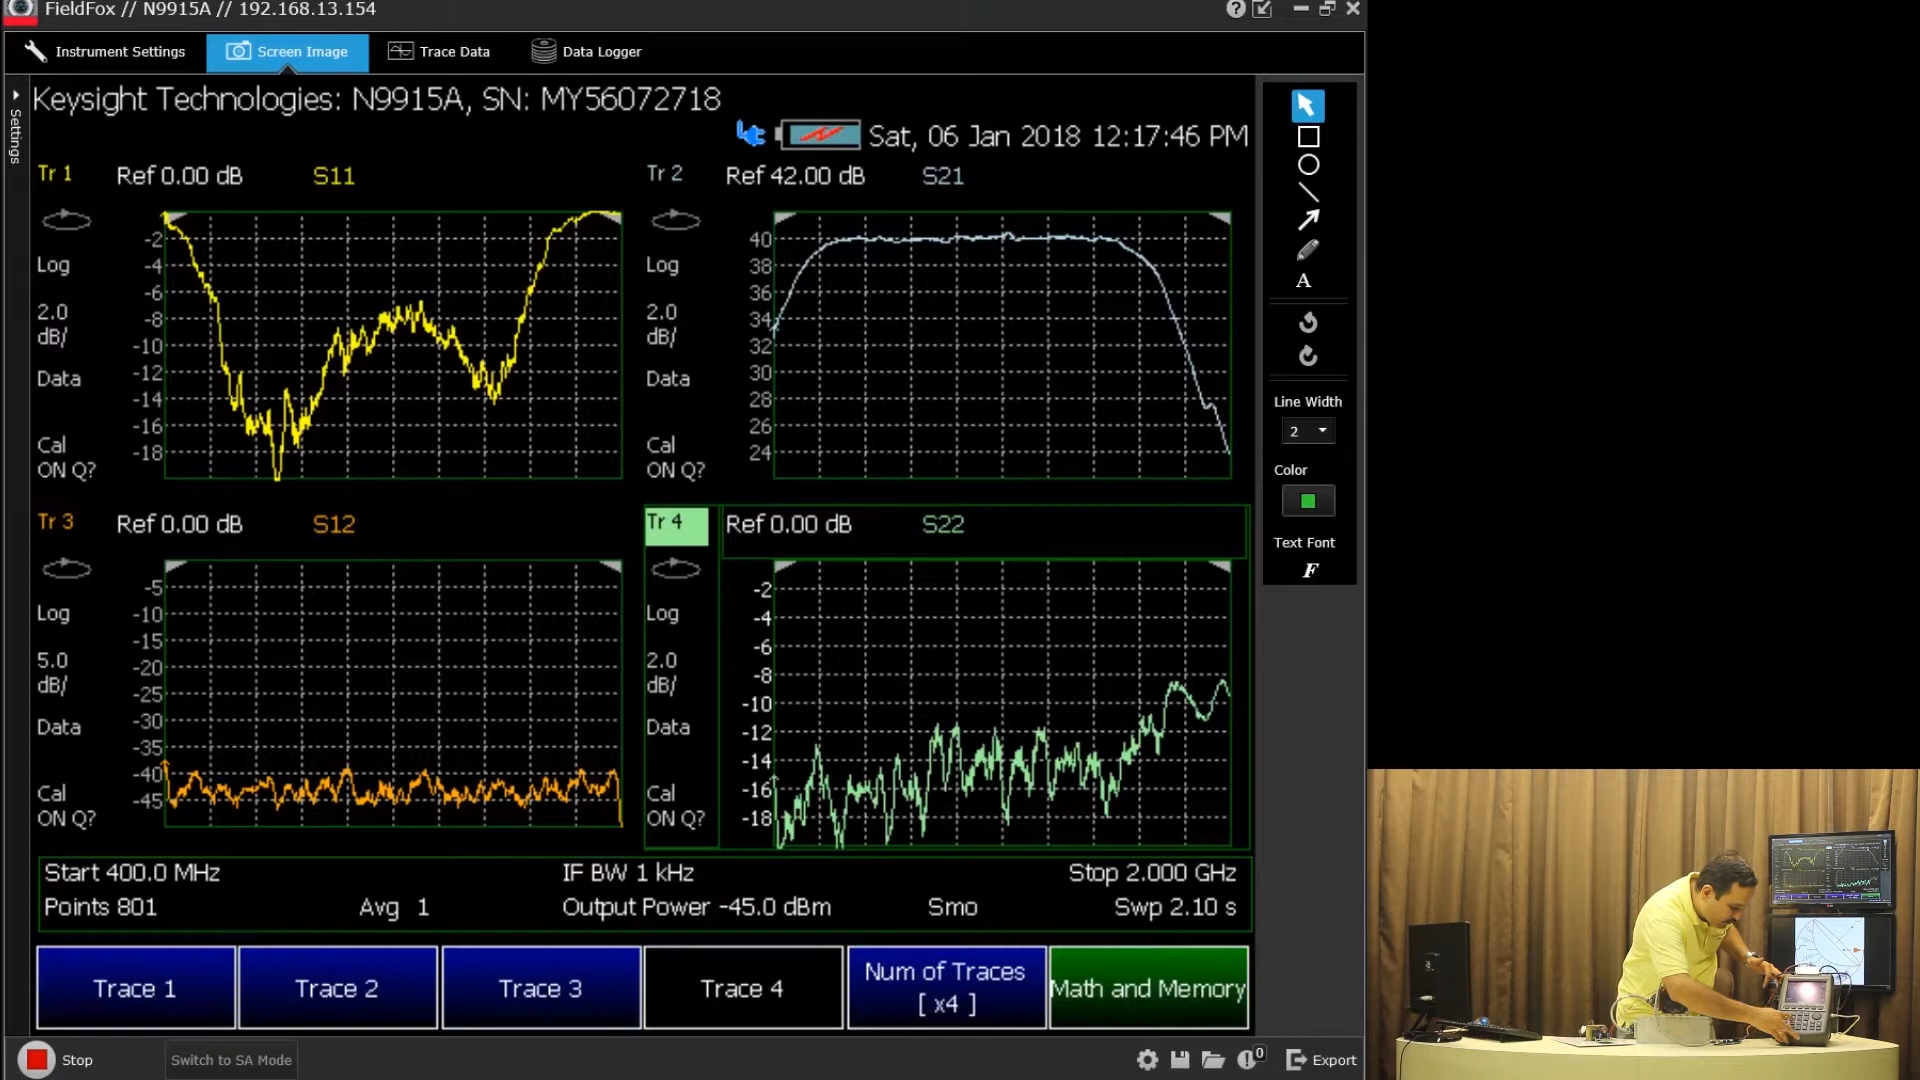 FieldFox // N9915A // 192.168.13.154
Instrument Settings
Screen Image
Trace Data
Data Logger
Settings
Keysight Technologies: N9915A, SN: MY56072718
Sat, 06 Jan 2018 12:17:46 PM
Tr 1
Ref 0.00 dB
S11
Log
2.0
dB/
Data
Cal
ON Q?
-2
-4
-6
-8
-10
-12
-14
-16
-18
Tr 2
Ref 42.00 dB
S21
Log
2.0
dB/
Data
Cal
ON Q?
40
38
36
34
32
30
28
26
24
Tr 3
Ref 0.00 dB
S12
Log
5.0
dB/
Data
Cal
ON Q?
-5
-10
-15
-20
-25
-30
-35
-40
-45
Tr 4
Ref 0.00 dB
S22
Log
2.0
dB/
Data
Cal
ON Q?
-2
-4
-6
-8
-10
-12
-14
-16
-18
Start 400.0 MHz
IF BW 1 kHz
Stop 2.000 GHz
Points 801
Avg 1
Output Power -45.0 dBm
Smo
Swp 2.10 s
Trace 1
Trace 2
Trace 3
Trace 4
Num of Traces
[ x4 ]
Math and Memory
A
Line Width
2
Color
Text Font
F
Stop
Switch to SA Mode
0
Export